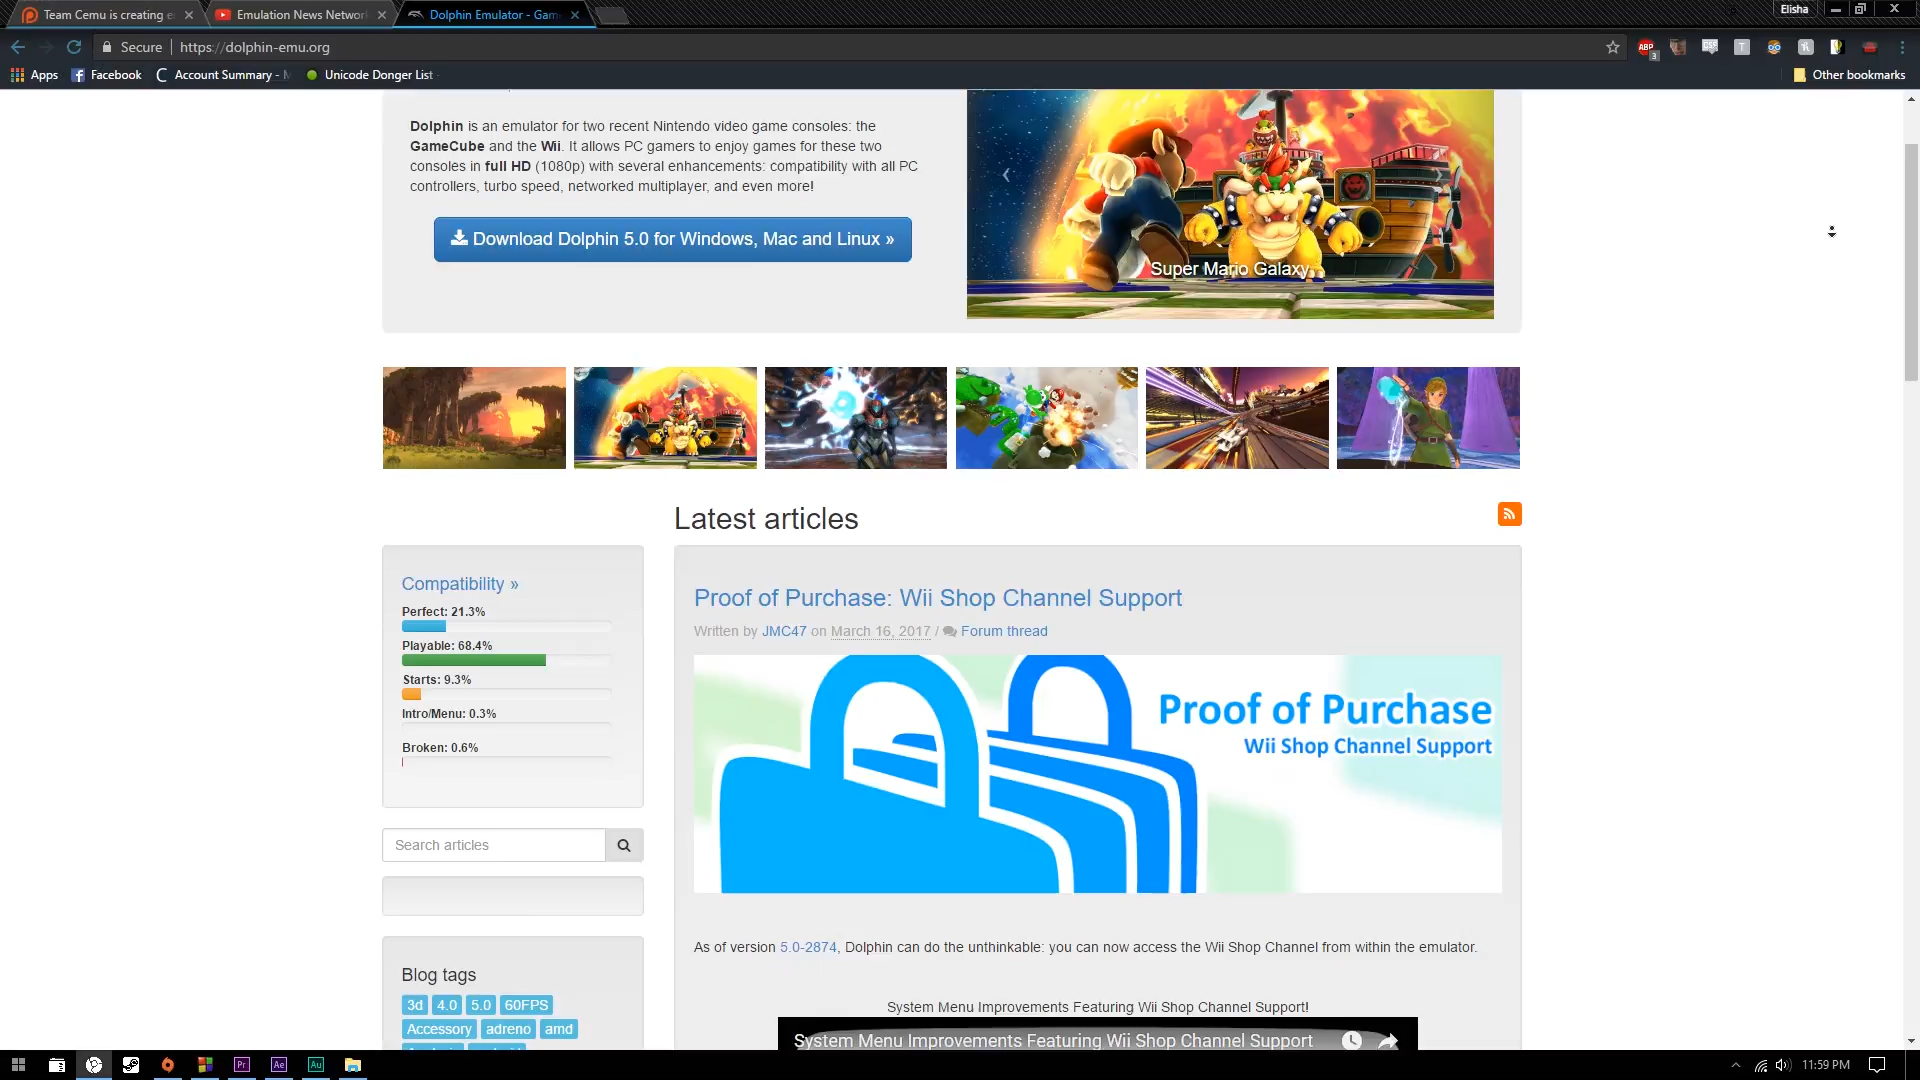 Team Cemu is creating e
Emulation News Networ
Dolphin Emulator - Gam
Elisha
Secure
https://dolphin-emu.org
ABP
3
Apps
Facebook
Account Summary -
Unicode Donger List
Other bookmarks
Dolphin is an emulator for two recent Nintendo video game consoles: the
GameCube and the Wii. It allows PC gamers to enjoy games for these two
consoles in full HD (1080p) with several enhancements: compatibility with all PC
controllers, turbo speed, networked multiplayer, and even more!
Download Dolphin 5.0 for Windows, Mac and Linux »
Super Mario Galaxy
Latest articles
Compatibility »
Perfect: 21.3%
Playable: 68.4%
Starts: 9.3%
Intro/Menu: 0.3%
Broken: 0.6%
Search articles
Blog tags
3d 4.0 5.0 60FPS
Accessory adreno amd
Proof of Purchase: Wii Shop Channel Support
Written by JMC47 on March 16, 2017 / Forum thread
Proof of Purchase
Wii Shop Channel Support
As of version 5.0-2874, Dolphin can do the unthinkable: you can now access the Wii Shop Channel from within the emulator.
System Menu Improvements Featuring Wii Shop Channel Support!
System Menu Improvements Featuring Wii Shop Channel Support
Pr
Ae
Au
11:59 PM